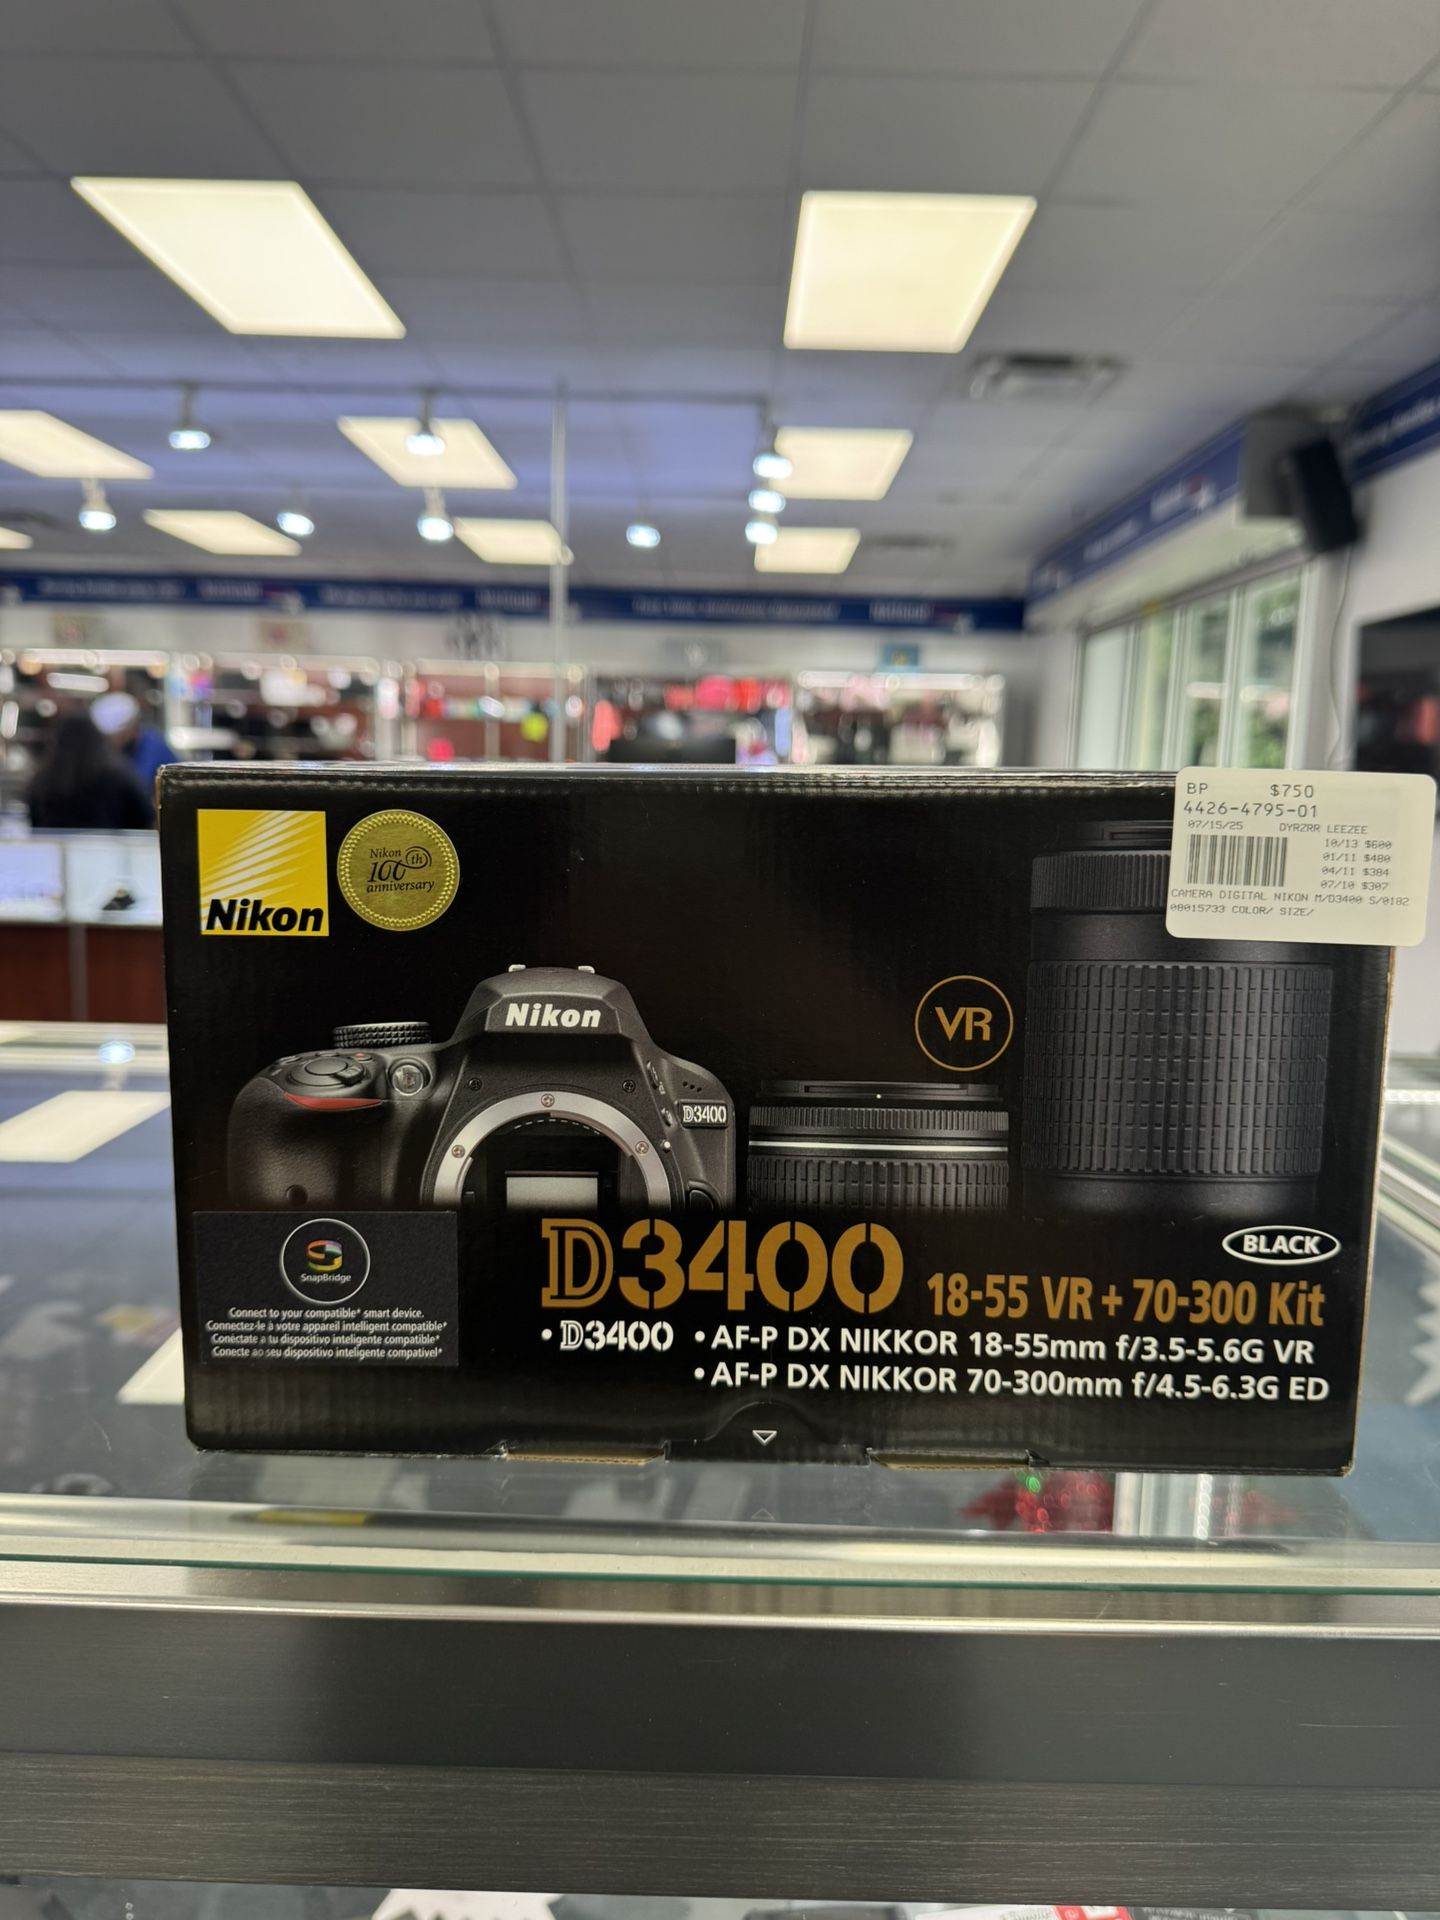 BP $750
4426-4795-01
07/15/25 DYRZRR LEEZEE
10/13 $600
01/11 $480
04/11 $384
07/10 $307
CAMERA DIGITAL NIKON M/D3400 S/0182
08015733 COLOR/ SIZE/
Nikon
Nikon
100th
anniversary
VR
Nikon
D3400
SnapBridge
Connect to your compatible* smart device.
Connectez-le à votre appareil intelligent compatible*
Conéctate a tu dispositivo inteligente compatible*
Conecte ao seu dispositivo inteligente compatível*
BLACK
D3400 18-55 VR + 70-300 Kit
• D3400 • AF-P DX NIKKOR 18-55mm f/3.5-5.6G VR
• AF-P DX NIKKOR 70-300mm f/4.5-6.3G ED